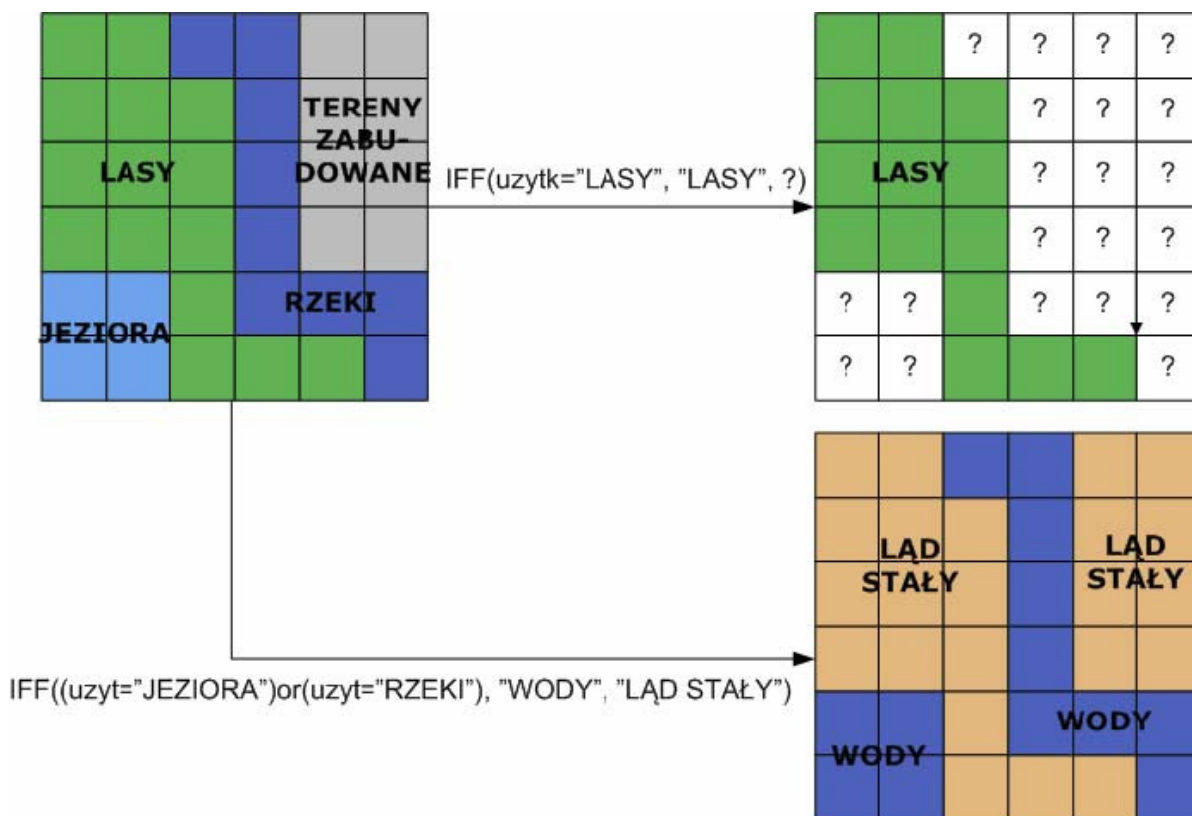 TERENY
ZABU-
DOWANE
LASY
JEZIORA
RZEKI
IFF(uzytk=”LASY”, ”LASY”, ?)
? ? ? ?
? ? ?
LASY ? ? ?
? ? ?
? ? ? ? ?
? ? ?
IFF((uzyt=”JEZIORA”)or(uzyt=”RZEKI”), ”WODY”, ”LĄD STAŁY”)
LĄD
STAŁY
LĄD
STAŁY
WODY
WODY